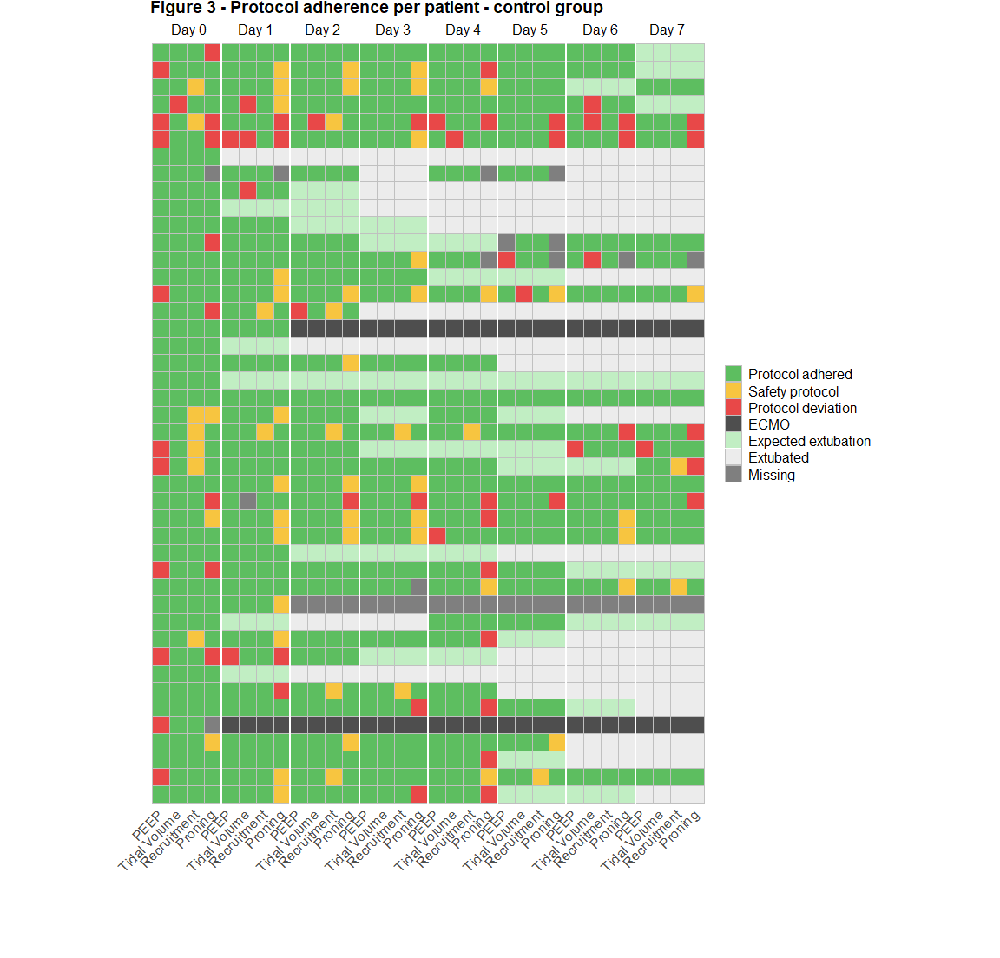 Figure 3 - Protocol adherence per patient - control group
Day 0 Day 1 Day 2 Day 3 Day 4 Day 5 Day 6 Day 7
Protocol adhered
Safety protocol
Protocol deviation
ECMO
Expected extubation
Extubated
Missing
PEEP
Tidal Volume
Recruitment
Proning
PEEP
Tidal Volume
Recruitment
Proning
PEEP
Tidal Volume
Recruitment
Proning
PEEP
Tidal Volume
Recruitment
Proning
PEEP
Tidal Volume
Recruitment
Proning
PEEP
Tidal Volume
Recruitment
Proning
PEEP
Tidal Volume
Recruitment
Proning
PEEP
Tidal Volume
Recruitment
Proning